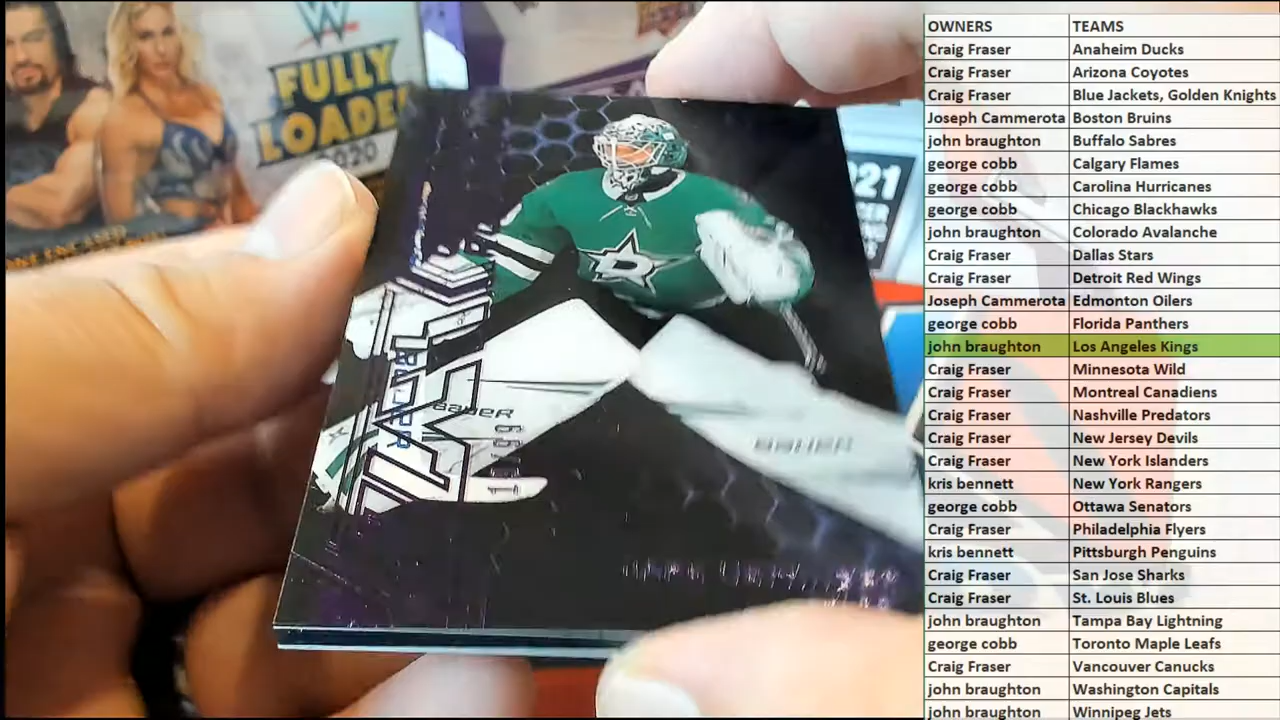 W
FULLY
LOADED
2020
021
D
BAUER
BAUER
OWNERS TEAMS
Craig Fraser Anaheim Ducks
Craig Fraser Arizona Coyotes
Craig Fraser Blue Jackets, Golden Knights
Joseph Cammerota Boston Bruins
john braughton Buffalo Sabres
george cobb Calgary Flames
george cobb Carolina Hurricanes
george cobb Chicago Blackhawks
john braughton Colorado Avalanche
Craig Fraser Dallas Stars
Craig Fraser Detroit Red Wings
Joseph Cammerota Edmonton Oilers
george cobb Florida Panthers
john braughton Los Angeles Kings
Craig Fraser Minnesota Wild
Craig Fraser Montreal Canadiens
Craig Fraser Nashville Predators
Craig Fraser New Jersey Devils
Craig Fraser New York Islanders
kris bennett New York Rangers
george cobb Ottawa Senators
Craig Fraser Philadelphia Flyers
kris bennett Pittsburgh Penguins
Craig Fraser San Jose Sharks
Craig Fraser St. Louis Blues
john braughton Tampa Bay Lightning
george cobb Toronto Maple Leafs
Craig Fraser Vancouver Canucks
john braughton Washington Capitals
john braughton Winnipeg Jets